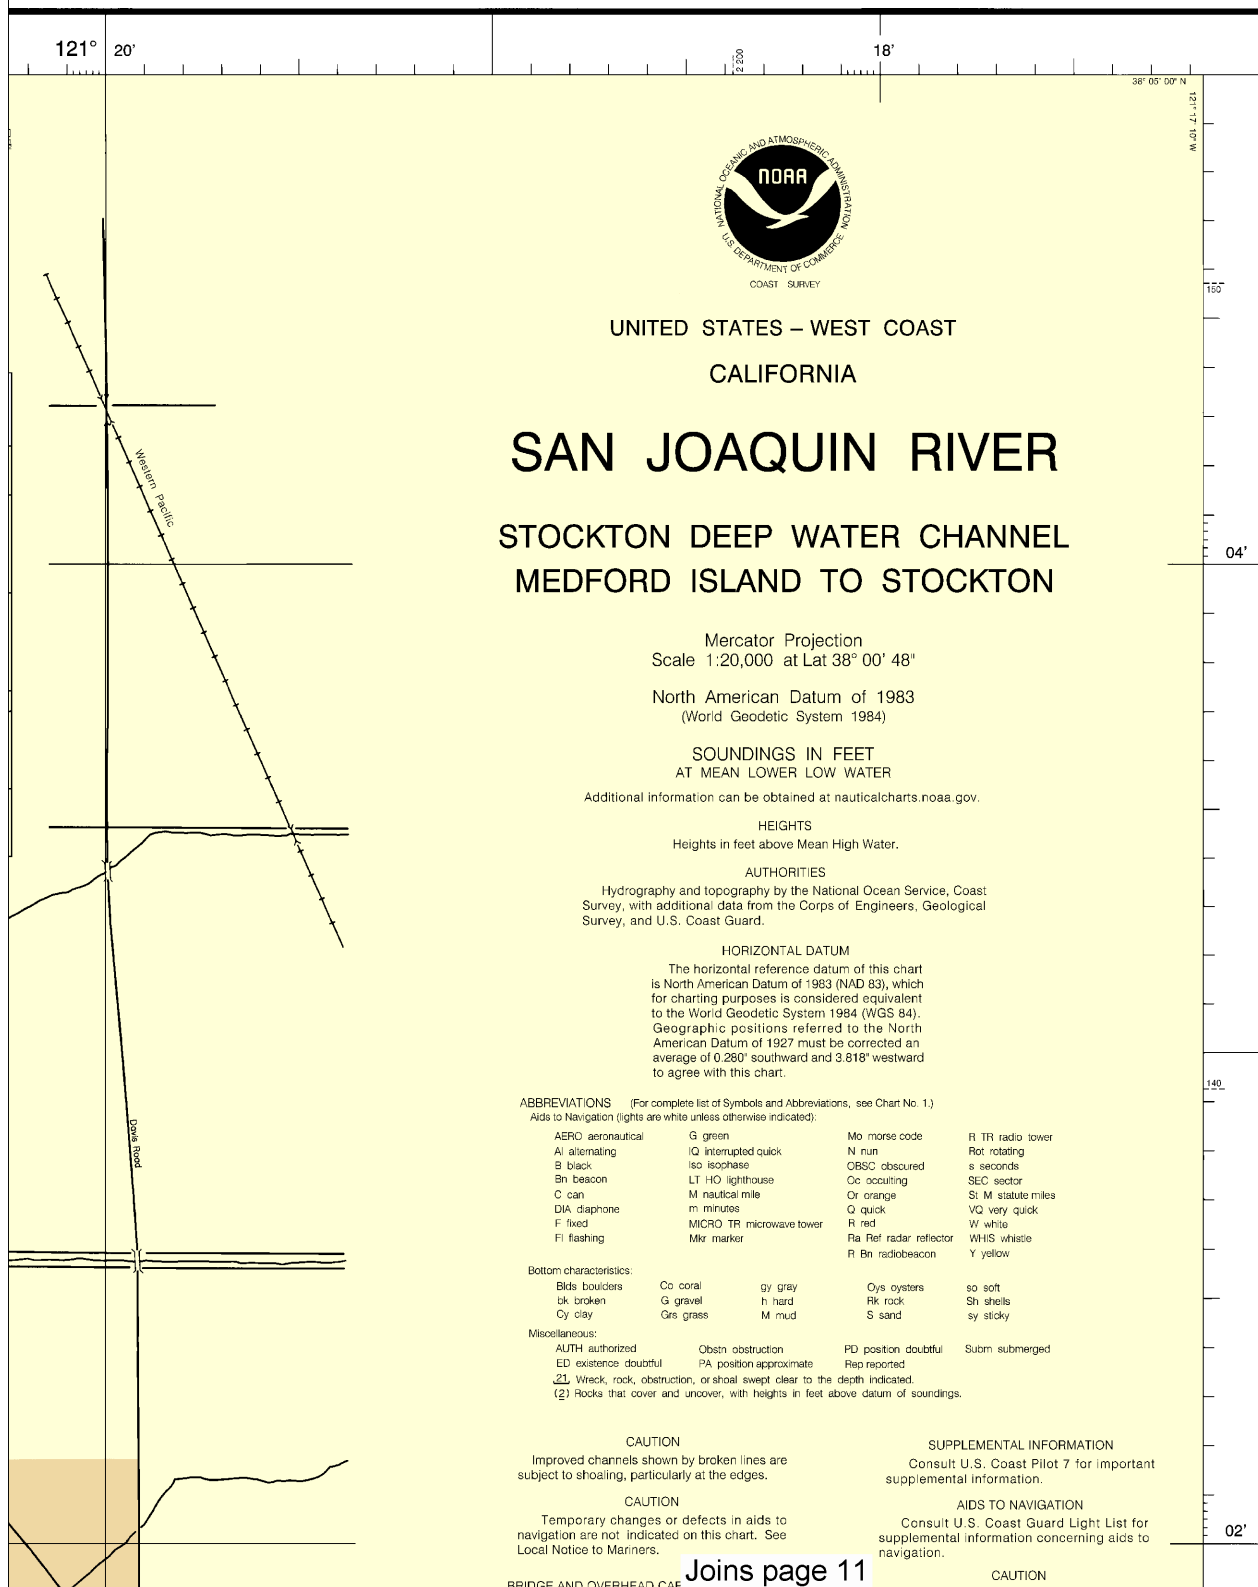 121° 20'
2 200
18'
38° 05' 00" N
121° 17' 10" W
NATIONAL OCEANIC AND ATMOSPHERIC ADMINISTRATION
NOAA
U.S. DEPARTMENT OF COMMERCE
COAST SURVEY
150
UNITED STATES – WEST COAST
CALIFORNIA
SAN JOAQUIN RIVER
Western Pacific
STOCKTON DEEP WATER CHANNEL
04'
MEDFORD ISLAND TO STOCKTON
Mercator Projection
Scale 1:20,000 at Lat 38° 00' 48"
North American Datum of 1983
(World Geodetic System 1984)
SOUNDINGS IN FEET
AT MEAN LOWER LOW WATER
Additional information can be obtained at nauticalcharts.noaa.gov.
HEIGHTS
Heights in feet above Mean High Water.
AUTHORITIES
Hydrography and topography by the National Ocean Service, Coast
Survey, with additional data from the Corps of Engineers, Geological
Survey, and U.S. Coast Guard.
HORIZONTAL DATUM
The horizontal reference datum of this chart
is North American Datum of 1983 (NAD 83), which
for charting purposes is considered equivalent
to the World Geodetic System 1984 (WGS 84).
Geographic positions referred to the North
American Datum of 1927 must be corrected an
average of 0.280" southward and 3.818" westward
to agree with this chart.
140
Davis Road
ABBREVIATIONS (For complete list of Symbols and Abbreviations, see Chart No. 1.)
Aids to Navigation (lights are white unless otherwise indicated):
AERO aeronautical G green Mo morse code R TR radio tower
Al alternating IQ interrupted quick N nun Rot rotating
B black Iso isophase OBSC obscured s seconds
Bn beacon LT HO lighthouse Oc occulting SEC sector
C can M nautical mile Or orange St M statute miles
DIA diaphone m minutes Q quick VQ very quick
F fixed MICRO TR microwave tower R red W white
Fl flashing Mkr marker Ra Ref radar reflector WHIS whistle
R Bn radiobeacon Y yellow
Bottom characteristics:
Blds boulders Co coral gy gray Oys oysters so soft
bk broken G gravel h hard Rk rock Sh shells
Cy clay Grs grass M mud S sand sy sticky
Miscellaneous:
AUTH authorized Obstn obstruction PD position doubtful Subm submerged
ED existence doubtful PA position approximate Rep reported
21, Wreck, rock, obstruction, or shoal swept clear to the depth indicated.
(2) Rocks that cover and uncover, with heights in feet above datum of soundings.
CAUTION
Improved channels shown by broken lines are
subject to shoaling, particularly at the edges.
CAUTION
Temporary changes or defects in aids to
navigation are not indicated on this chart. See
Local Notice to Mariners.
SUPPLEMENTAL INFORMATION
Consult U.S. Coast Pilot 7 for important
supplemental information.
AIDS TO NAVIGATION
Consult U.S. Coast Guard Light List for
supplemental information concerning aids to
navigation.
02'
Joins page 11
CAUTION
BRIDGE AND OVERHEAD